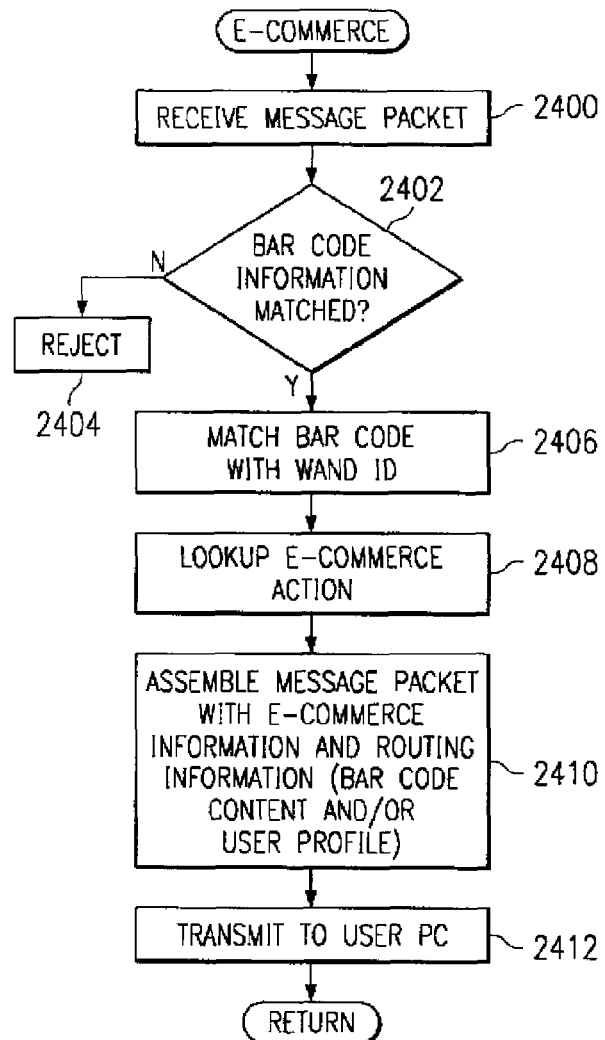 E-COMMERCE
RECEIVE MESSAGE PACKET
2400
2402
BAR CODE
INFORMATION
MATCHED?
N
REJECT
2404
Y
MATCH BAR CODE
WITH WAND ID
2406
LOOKUP E-COMMERCE
ACTION
2408
ASSEMBLE MESSAGE PACKET
WITH E-COMMERCE
INFORMATION AND ROUTING
INFORMATION (BAR CODE
CONTENT AND/OR
USER PROFILE)
2410
TRANSMIT TO USER PC
2412
RETURN